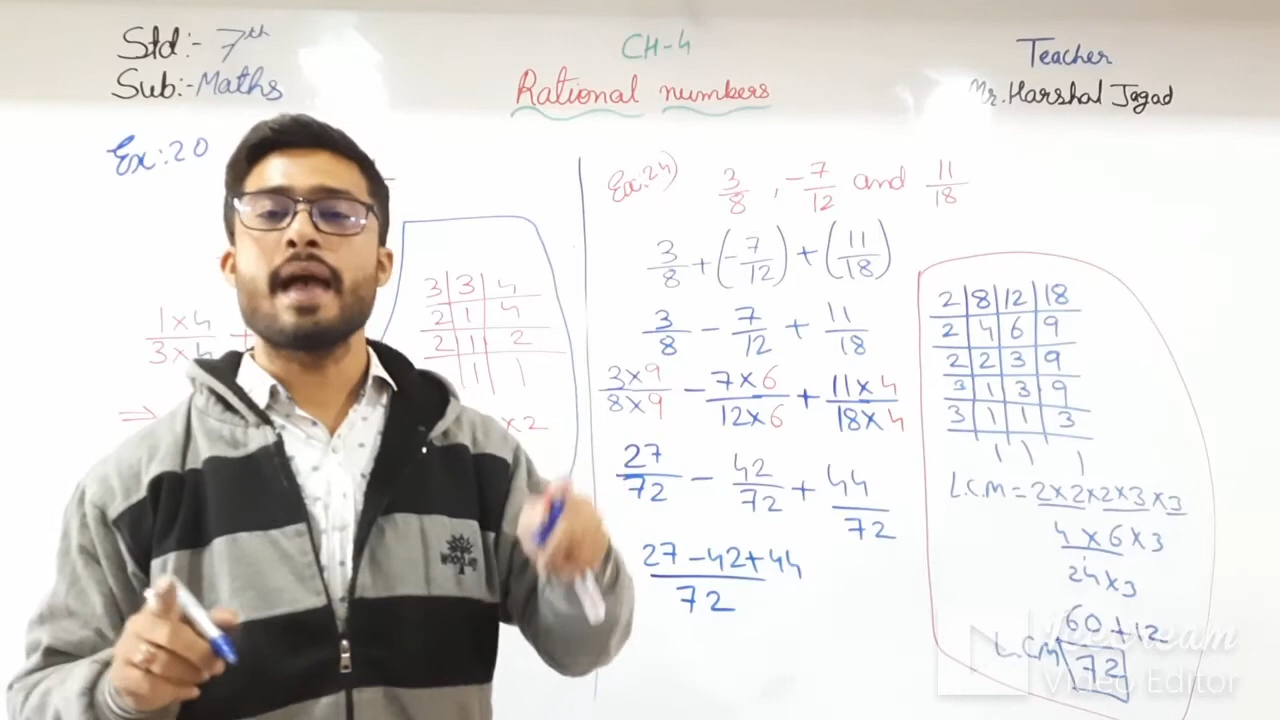 Std:- 7th
Sub:- Maths
CH-4
Rational numbers
Teacher
Mr. Harshal Jagad
Ex:20
3|3|4
2|1|4
2|1|2
|1|1
1×4/3×4 +
⇒
×2
Ex:24) 3/8, -7/12 and 11/18
3/8 + (-7/12) + (11/18)
3/8 - 7/12 + 11/18
3×9/8×9 - 7×6/12×6 + 11×4/18×4
27/72 - 42/72 + 44/72
27-42+44/72
2|8|12|18
2|4|6|9
2|2|3|9
3|1|3|9
3|1|1|3
1 1 1
L.C.M = 2×2×2×3×3
4×6×3
24×3
60+12
L.C.M 72
WOODLAND
Video Editor